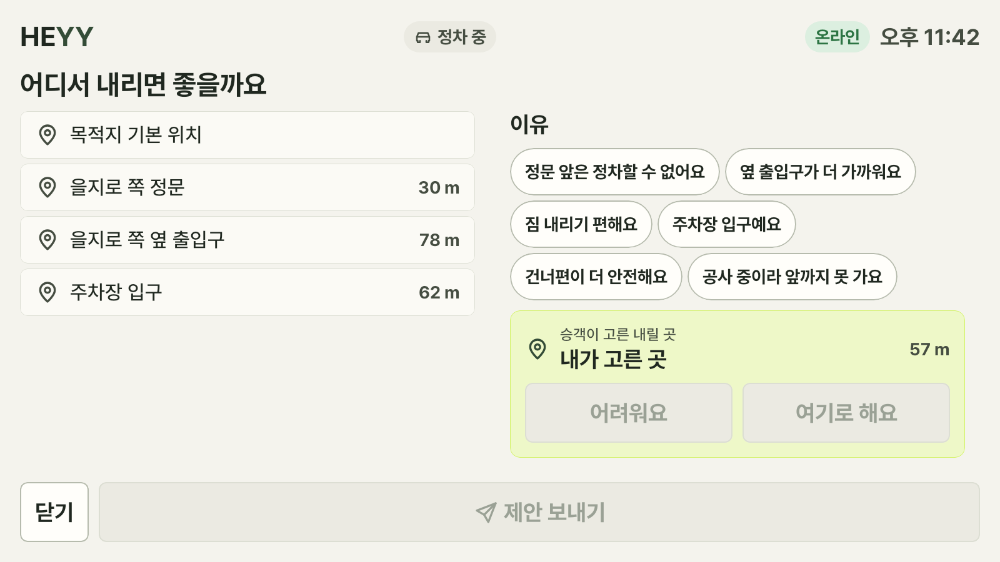 HEYY
정차 중
온라인
오후 11:42
어디서 내리면 좋을까요
목적지 기본 위치
을지로 쪽 정문
30 m
을지로 쪽 옆 출입구
78 m
주차장 입구
62 m
이유
정문 앞은 정차할 수 없어요
옆 출입구가 더 가까워요
짐 내리기 편해요
주차장 입구예요
건너편이 더 안전해요
공사 중이라 앞까지 못 가요
승객이 고른 내릴 곳
내가 고른 곳
57 m
어려워요
여기로 해요
닫기
제안 보내기